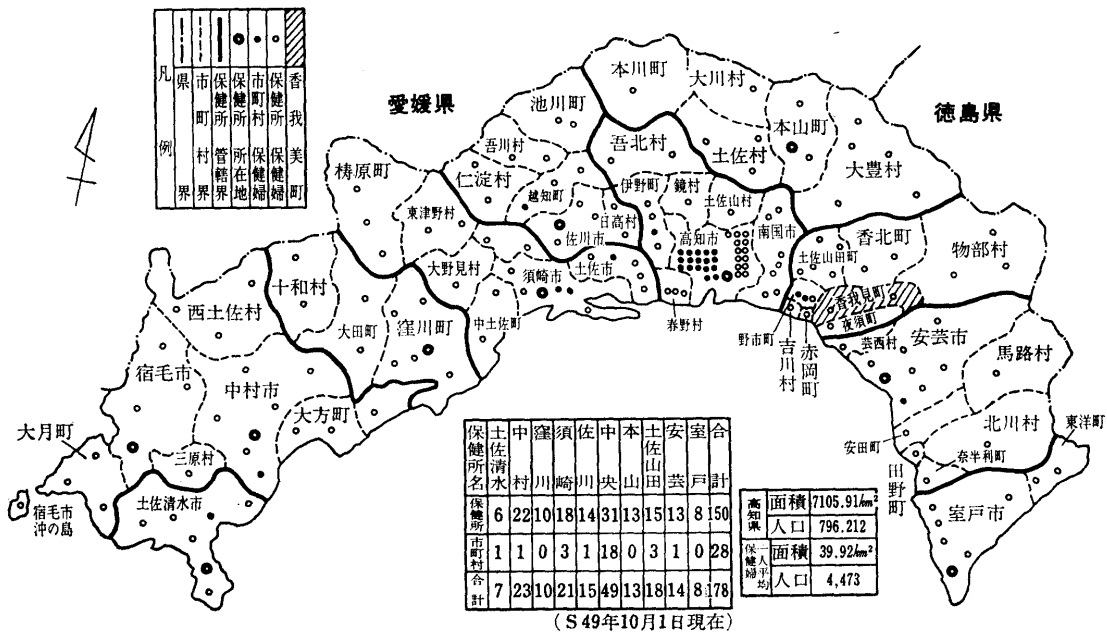 凡例
県界
市町村界
保健所管轄界
保健所所在地
市町村保健婦
保健所保健婦
香我美町
愛媛県
徳島県
本川町
大川村
池川町
本山町
吾川村
吾北村
土佐村
大豊村
梼原町
仁淀村
越知町
伊野町
鏡村
土佐山村
東津野村
日高村
佐川市
高知市
南国市
香北町
物部村
土佐山田町
大野見村
須崎市
土佐市
十和村
西土佐村
香我見町
夜須町
大田町
窪川町
中土佐町
春野村
野市町
吉川村
赤岡町
芸西村
安芸市
馬路村
宿毛市
中村市
大方町
大月町
三原村
北川村
東洋町
安田町
奈半利町
田野町
土佐清水市
宿毛市
沖の島
室戸市
保健所名 土佐清水 中村 窪川 須崎 佐川 中央 本山 土佐山田 安芸 室戸 合計
保健所 6 22 10 18 14 31 13 15 13 8 150
市町村 1 1 0 3 1 18 0 3 1 0 28
合計 7 23 10 21 15 49 13 18 14 8 178
高知県 面積 7105.91km²
人口 796.212
保健婦一人平均 面積 39.92km²
人口 4,473
(S49年10月1日現在)